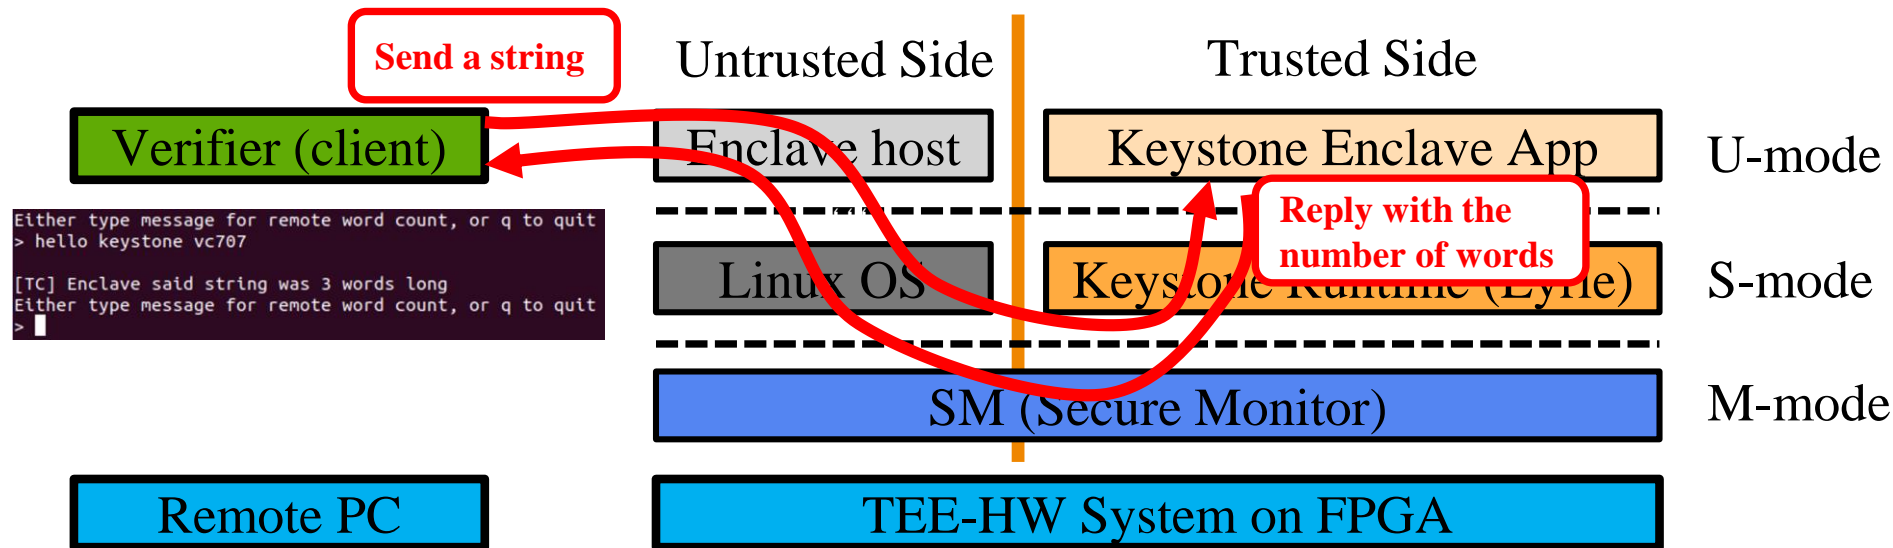 Send a string
Untrusted Side
Trusted Side
Verifier (client)
Enclave host
Keystone Enclave App
U-mode
Either type message for remote word count, or q to quit
> hello keystone vc707
[TC] Enclave said string was 3 words long
Either type message for remote word count, or q to quit
>
Reply with the
number of words
Linux OS
Keystone Runtime (Eyrie)
S-mode
SM (Secure Monitor)
M-mode
Remote PC
TEE-HW System on FPGA